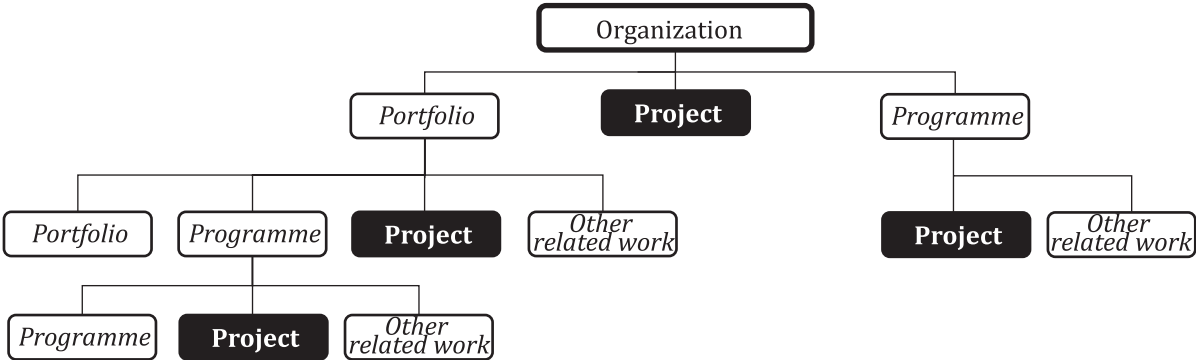 Organization
Portfolio
Project
Programme
Portfolio
Programme
Project
Other
related work
Project
Other
related work
Programme
Project
Other
related work